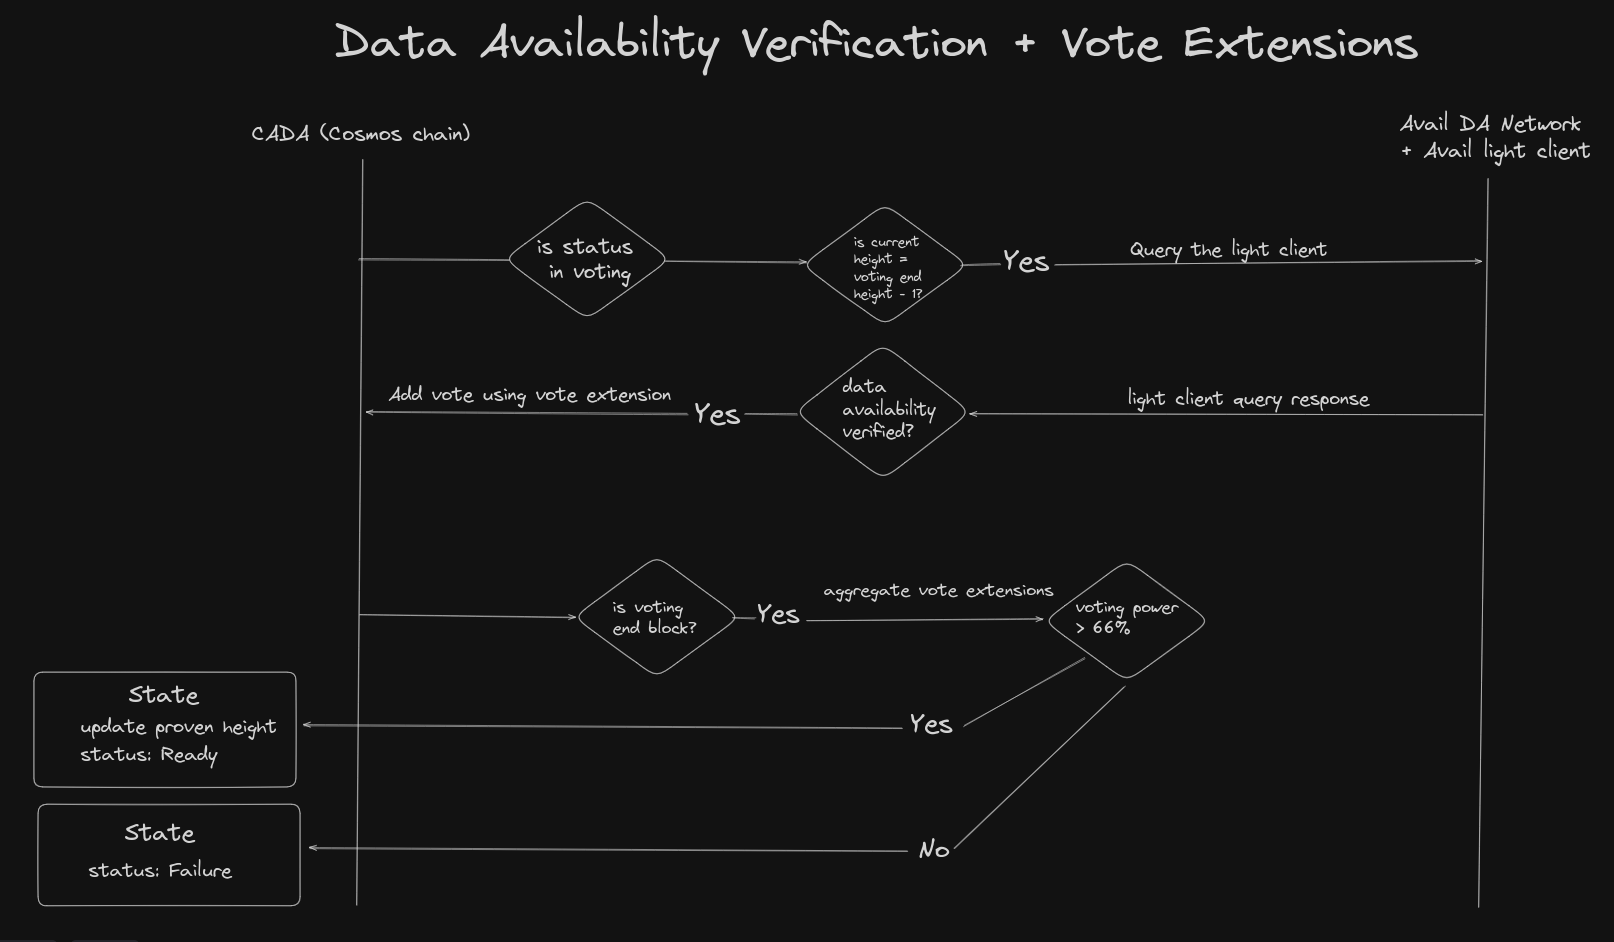 Data Availability Verification + Vote Extensions
CADA (Cosmos chain)
Avail DA Network
+ Avail light client
is status
in voting
is current
height =
voting end
height - 1?
Yes
Query the light client
Add vote using vote extension
Yes
data
availability
verified?
light client query response
is voting
end block?
Yes
aggregate vote extensions
voting power
> 66%
State
update proven height
status: Ready
Yes
State
status: Failure
No